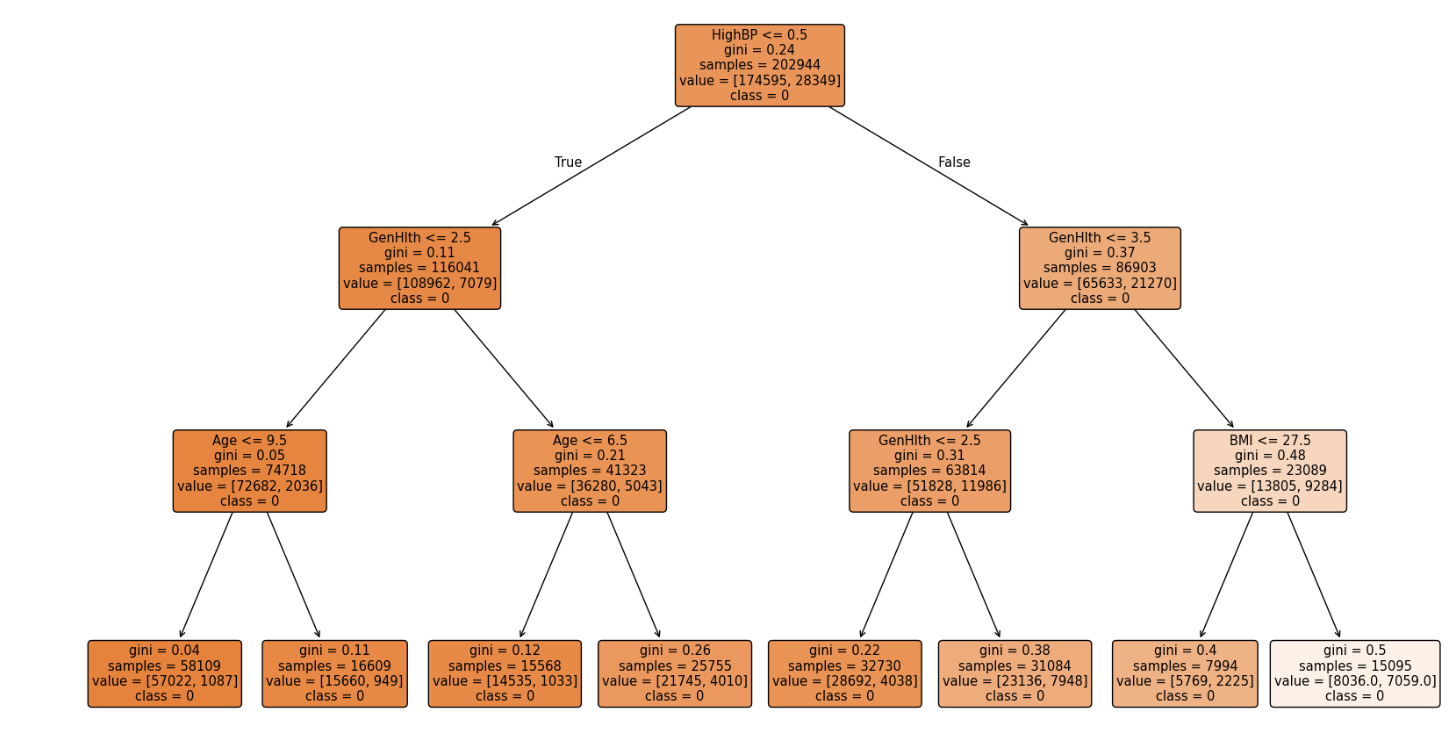 HighBP <= 0.5
gini = 0.24
samples = 202944
value = [174595, 28349]
class = 0
True
False
GenHlth <= 2.5
gini = 0.11
samples = 116041
value = [108962, 7079]
class = 0
GenHlth <= 3.5
gini = 0.37
samples = 86903
value = [65633, 21270]
class = 0
Age <= 9.5
gini = 0.05
samples = 74718
value = [72682, 2036]
class = 0
Age <= 6.5
gini = 0.21
samples = 41323
value = [36280, 5043]
class = 0
GenHlth <= 2.5
gini = 0.31
samples = 63814
value = [51828, 11986]
class = 0
BMI <= 27.5
gini = 0.48
samples = 23089
value = [13805, 9284]
class = 0
gini = 0.04
samples = 58109
value = [57022, 1087]
class = 0
gini = 0.11
samples = 16609
value = [15660, 949]
class = 0
gini = 0.12
samples = 15568
value = [14535, 1033]
class = 0
gini = 0.26
samples = 25755
value = [21745, 4010]
class = 0
gini = 0.22
samples = 32730
value = [28692, 4038]
class = 0
gini = 0.38
samples = 31084
value = [23136, 7948]
class = 0
gini = 0.4
samples = 7994
value = [5769, 2225]
class = 0
gini = 0.5
samples = 15095
value = [8036.0, 7059.0]
class = 0